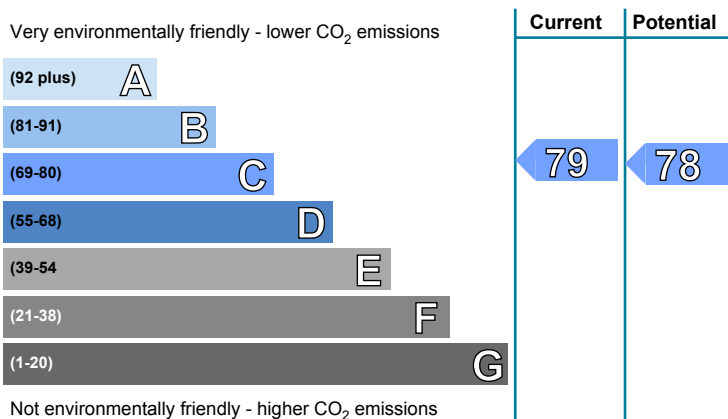 Current Potential
Very environmentally friendly - lower CO2 emissions
(92 plus) A
(81-91) B
(69-80) C
79 78
(55-68) D
(39-54 E
(21-38) F
(1-20) G
Not environmentally friendly - higher CO2 emissions